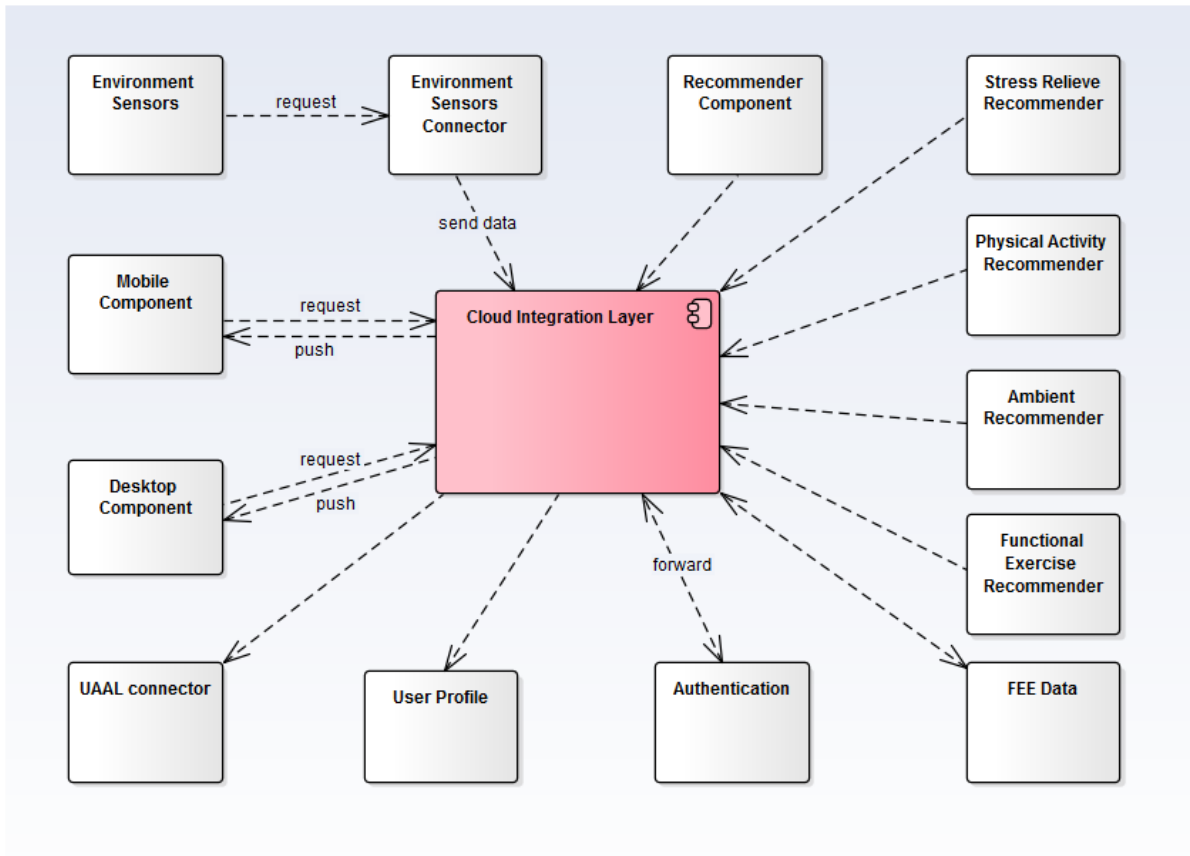 Environment
Sensors
request
Environment
Sensors
Connector
Recommender
Component
Stress Relieve
Recommender
send data
Physical Activity
Recommender
Mobile
Component
request
push
Cloud Integration Layer
Ambient
Recommender
Desktop
Component
request
push
Functional
Exercise
Recommender
forward
UAAL connector
User Profile
Authentication
FEE Data